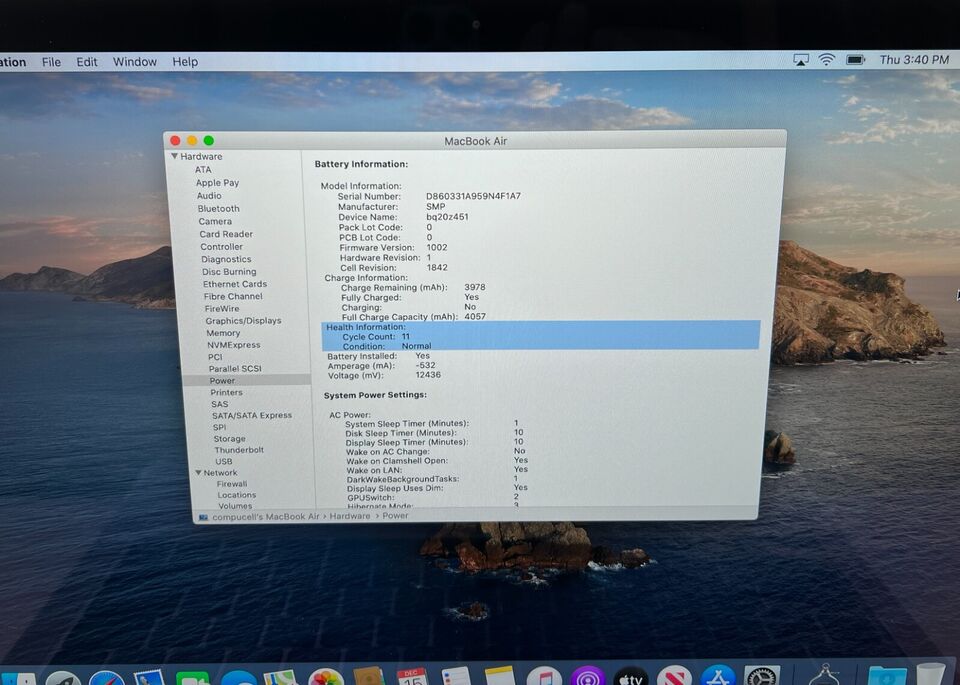 ation File Edit Window Help Thu 3:40 PM
MacBook Air
Hardware
ATA
Apple Pay
Audio
Bluetooth
Camera
Card Reader
Controller
Diagnostics
Disc Burning
Ethernet Cards
Fibre Channel
FireWire
Graphics/Displays
Memory
NVMExpress
PCI
Parallel SCSI
Power
Printers
SAS
SATA/SATA Express
SPI
Storage
Thunderbolt
USB
Network
Firewall
Locations
Volumes
Battery Information:
Model Information:
Serial Number: D860331A959N4F1A7
Manufacturer: SMP
Device Name: bq20z451
Pack Lot Code: 0
PCB Lot Code: 0
Firmware Version: 1002
Hardware Revision: 1
Cell Revision: 1842
Charge Information:
Charge Remaining (mAh): 3978
Fully Charged: Yes
Charging: No
Full Charge Capacity (mAh): 4057
Health Information:
Cycle Count: 11
Condition: Normal
Battery Installed: Yes
Amperage (mA): -532
Voltage (mV): 12436
System Power Settings:
AC Power:
System Sleep Timer (Minutes): 1
Disk Sleep Timer (Minutes): 10
Display Sleep Timer (Minutes): 10
Wake on AC Change: No
Wake on Clamshell Open: Yes
Wake on LAN: Yes
DarkWakeBackgroundTasks: 1
Display Sleep Uses Dim: Yes
GPUSwitch: 2
Hibernate Mode: 3
compucell's MacBook Air › Hardware › Power
DEC
15
tv